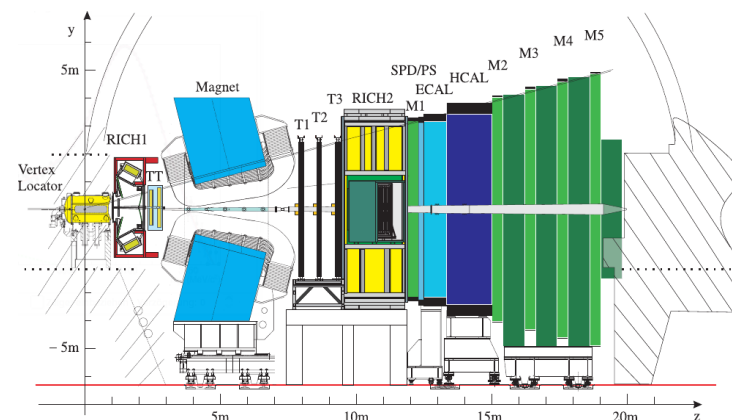 y
5m
Magnet
SPD/PS
ECAL
HCAL
M1
M2
M3
M4
M5
RICH1
TT
T1
T2
T3
RICH2
Vertex
Locator
− 5m
5m
10m
15m
20m
z